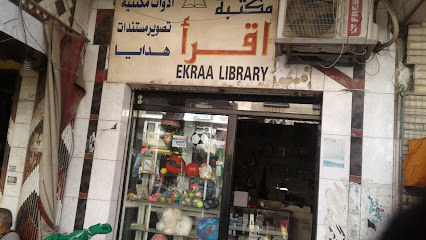 مكتبة
اقرأ
EKRAA LIBRARY
ادوات مكتبية
تصوير مستندات
هدايا